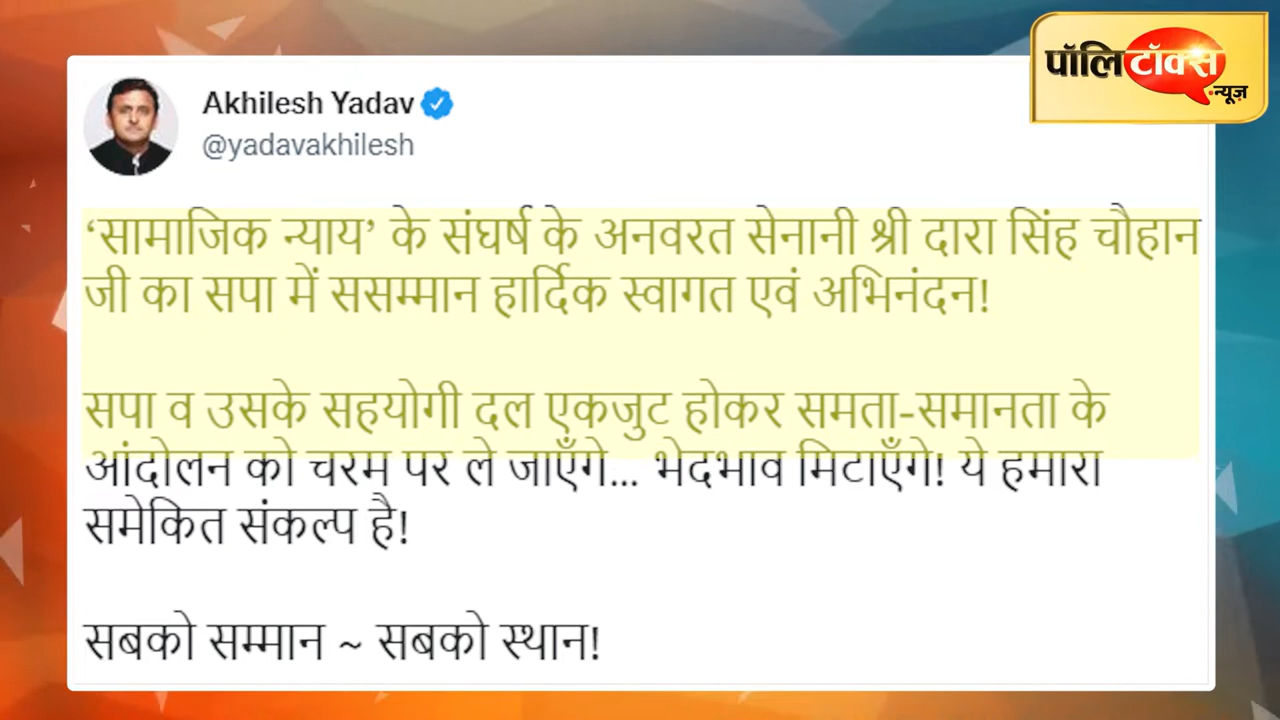 पॉलिटॉक्स
न्यूज़
Akhilesh Yadav
@yadavakhilesh
‘सामाजिक न्याय’ के संघर्ष के अनवरत सेनानी श्री दारा सिंह चौहान
जी का सपा में ससम्मान हार्दिक स्वागत एवं अभिनंदन!
सपा व उसके सहयोगी दल एकजुट होकर समता-समानता के
आंदोलन को चरम पर ले जाएँगे... भेदभाव मिटाएँगे! ये हमारा
समेकित संकल्प है!
सबको सम्मान ~ सबको स्थान!